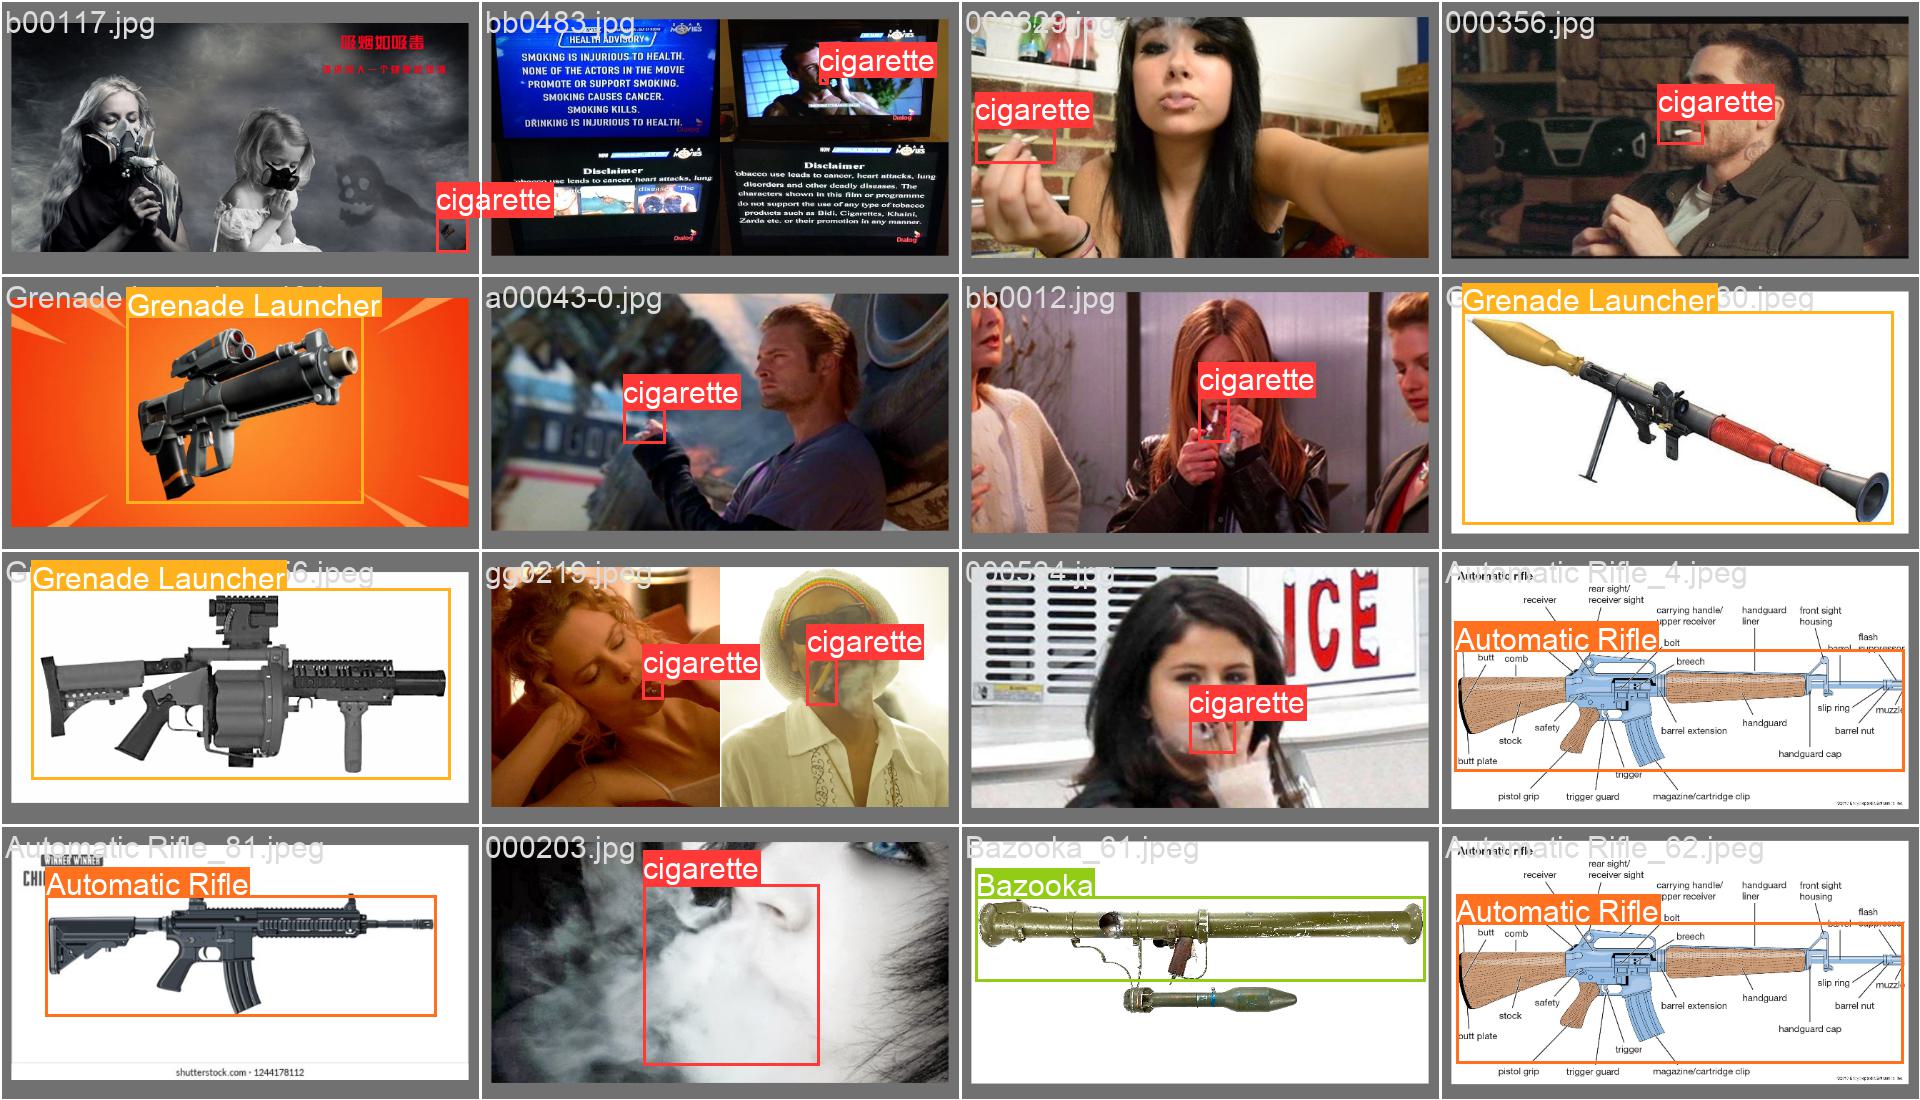 b00117.jpg
吸烟如吸毒
cigarette
bb0483.jpg
HEALTH ADVISORY
SMOKING IS INJURIOUS TO HEALTH.
NONE OF THE ACTORS IN THE MOVIE
PROMOTE OR SUPPORT SMOKING.
SMOKING CAUSES CANCER.
SMOKING KILLS.
DRINKING IS INJURIOUS TO HEALTH.
Dialog
cigarette
Dialog
NOW
MOVIES
Disclaimer
The
Dialog
NOW
MOVIES
Disclaimer
Tobacco use leads to cancer, heart attacks, lung
disorders and other deadly diseases. The
characters shown in this film or programme
do not support the use of any type of tobacco
products such as Bidi, Cigarettes, Khaini,
Zarda etc. or their promotion in any manner.
Dialog
000329.jpg
cigarette
000356.jpg
cigarette
Grenade
Grenade Launcher
a00043-0.jpg
cigarette
bb0012.jpg
cigarette
G
Grenade Launcher
30.jpeg
G
Grenade Launcher
56.jpeg
gg0219.jpg
cigarette
cigarette
ICE
cigarette
Automatic Rifle_4.jpeg
Automatic rifle
receiver
rear sight/
receiver sight
carrying handle/
upper receiver
handguard
liner
front sight
housing
flash
suppressor
barrel
Automatic Rifle
bolt
breech
butt
comb
slip ring
muzzle
handguard
barrel nut
safety
barrel extension
stock
handguard cap
butt plate
trigger
pistol grip
trigger guard
magazine/cartridge clip
Automatic Rifle_81.jpeg
WINNER WINNER
CHI
Automatic Rifle
shutterstock.com · 1244178112
000203.jpg
cigarette
Bazooka_61.jpeg
Bazooka
Automatic Rifle_62.jpeg
Automatic rifle
receiver
rear sight/
receiver sight
carrying handle/
upper receiver
handguard
liner
front sight
housing
flash
suppressor
barrel
Automatic Rifle
bolt
breech
butt
comb
slip ring
muzzle
handguard
barrel nut
safety
barrel extension
stock
handguard cap
butt plate
trigger
pistol grip
trigger guard
magazine/cartridge clip